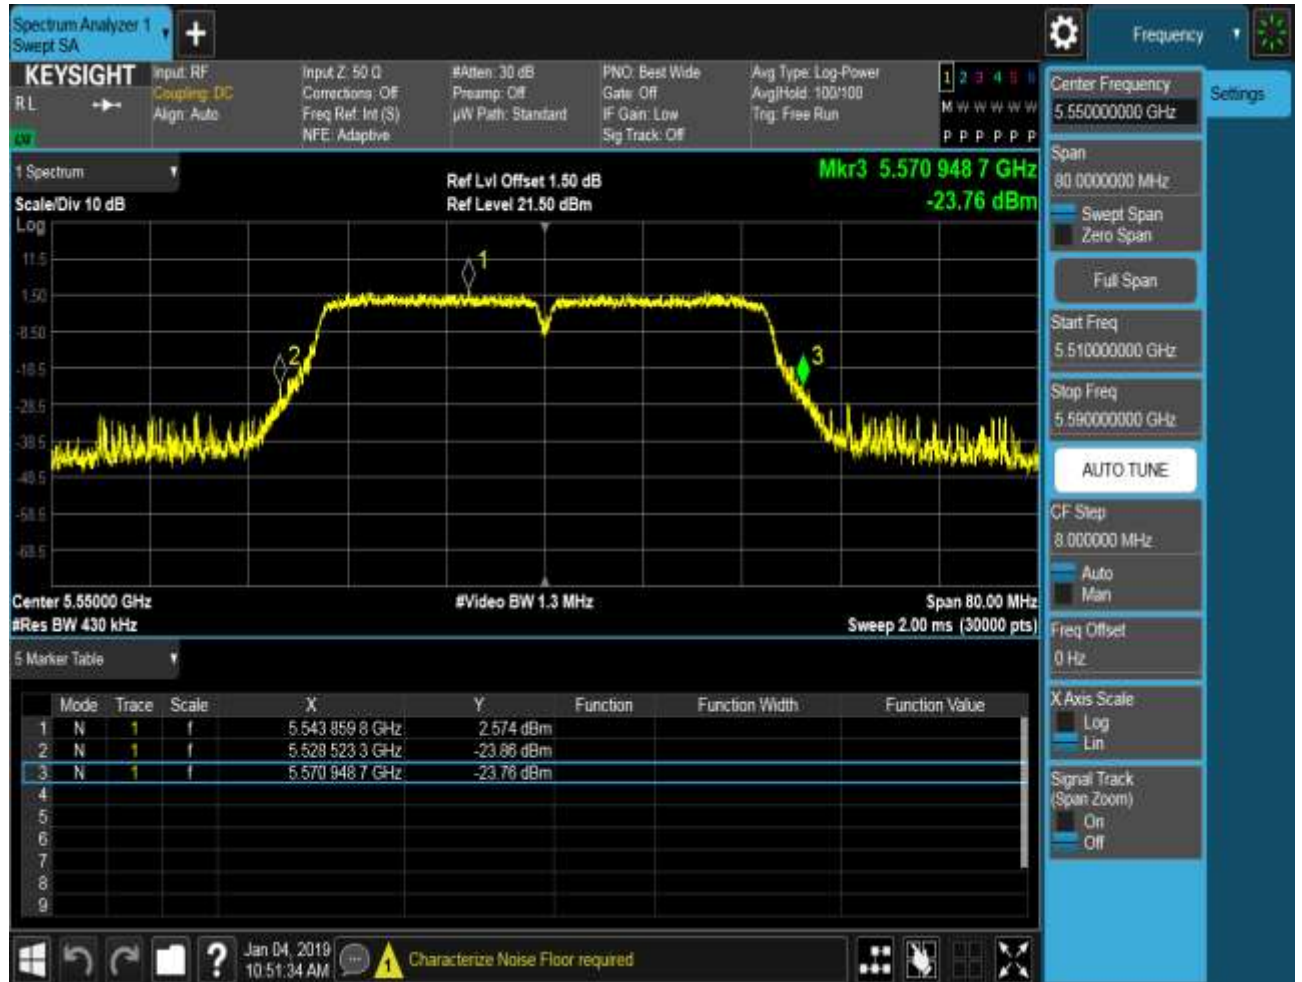 Spectrum Analyzer 1
Swept SA
Frequency
KEYSIGHT
R L
Input: RF
Coupling: DC
Align: Auto
Input Z: 50 Ω
Corrections: Off
Freq Ref: Int (S)
NFE: Adaptive
#Atten: 30 dB
Preamp: Off
µW Path: Standard
PNO: Best Wide
Gate: Off
IF Gain: Low
Sig Track: Off
Avg Type: Log-Power
Avg|Hold: 100/100
Trig: Free Run
1 2 3 4 5 6
M W W W W W
P P P P P P
1 Spectrum
Scale/Div 10 dB
Ref Lvl Offset 1.50 dB
Ref Level 21.50 dBm
Mkr3 5.570 948 7 GHz
-23.76 dBm
Log
11.5
1.50
-8.50
-18.5
-28.5
-38.5
-48.5
-58.5
-68.5
1
2
3
Center 5.55000 GHz
#Res BW 430 kHz
#Video BW 1.3 MHz
Span 80.00 MHz
Sweep 2.00 ms (30000 pts)
5 Marker Table
Mode Trace Scale X Y Function Function Width Function Value
1 N 1 f 5.543 859 8 GHz 2.574 dBm
2 N 1 f 5.528 523 3 GHz -23.86 dBm
3 N 1 f 5.570 948 7 GHz -23.76 dBm
4
5
6
7
8
9
Jan 04, 2019
10:51:34 AM
1
Characterize Noise Floor required
Settings
Center Frequency
5.550000000 GHz
Span
80.0000000 MHz
Swept Span
Zero Span
Full Span
Start Freq
5.510000000 GHz
Stop Freq
5.590000000 GHz
AUTO TUNE
CF Step
8.000000 MHz
Auto
Man
Freq Offset
0 Hz
X Axis Scale
Log
Lin
Signal Track
(Span Zoom)
On
Off